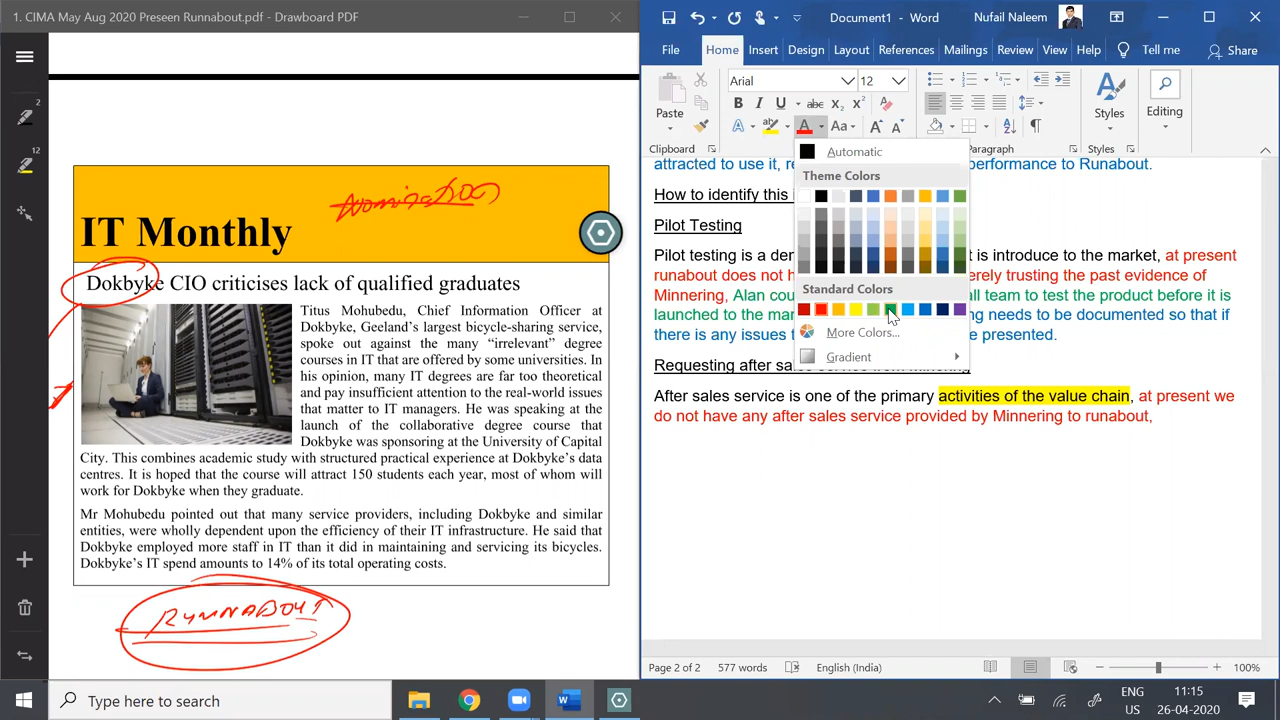 1. CIMA May Aug 2020 Preseen Runnabout.pdf - Drawboard PDF
2
12
IT Monthly
Dokbyke CIO criticises lack of qualified graduates
Titus Mohubedu, Chief Information Officer at
Dokbyke, Geeland's largest bicycle-sharing service,
spoke out against the many "irrelevant" degree
courses in IT that are offered by some universities. In
his opinion, many IT degrees are far too theoretical
and pay insufficient attention to the real-world issues
that matter to IT managers. He was speaking at the
launch of the collaborative degree course that
Dokbyke was sponsoring at the University of Capital
City. This combines academic study with structured practical experience at Dokbyke's data
centres. It is hoped that the course will attract 150 students each year, most of whom will
work for Dokbyke when they graduate.
Mr Mohubedu pointed out that many service providers, including Dokbyke and similar
entities, were wholly dependent upon the efficiency of their IT infrastructure. He said that
Dokbyke employed more staff in IT than it did in maintaining and servicing its bicycles.
Dokbyke's IT spend amounts to 14% of its total operating costs.
RUNNABOUT
Document1 - Word
Nufail Naleem
File Home Insert Design Layout References Mailings Review View Help Tell me Share
Paste
Clipboard
Arial 12
B I U abc x₂ x²
A Aa A A
Paragraph
Styles
Styles
Editing
Automatic
Theme Colors
Standard Colors
More Colors...
Gradient
attracted to use it, re performance to Runabout.
How to identify this i
Pilot Testing
Pilot testing is a de t is introduce to the market, at present
runabout does not h erely trusting the past evidence of
Minnering, Alan cou ll team to test the product before it is
launched to the mar ing needs to be documented so that if
there is any issues e presented.
Requesting after sales service from Minnering
After sales service is one of the primary activities of the value chain, at present we
do not have any after sales service provided by Minnering to runabout,
Page 2 of 2 577 words English (India) 100%
Type here to search
ENG
US
11:15
26-04-2020